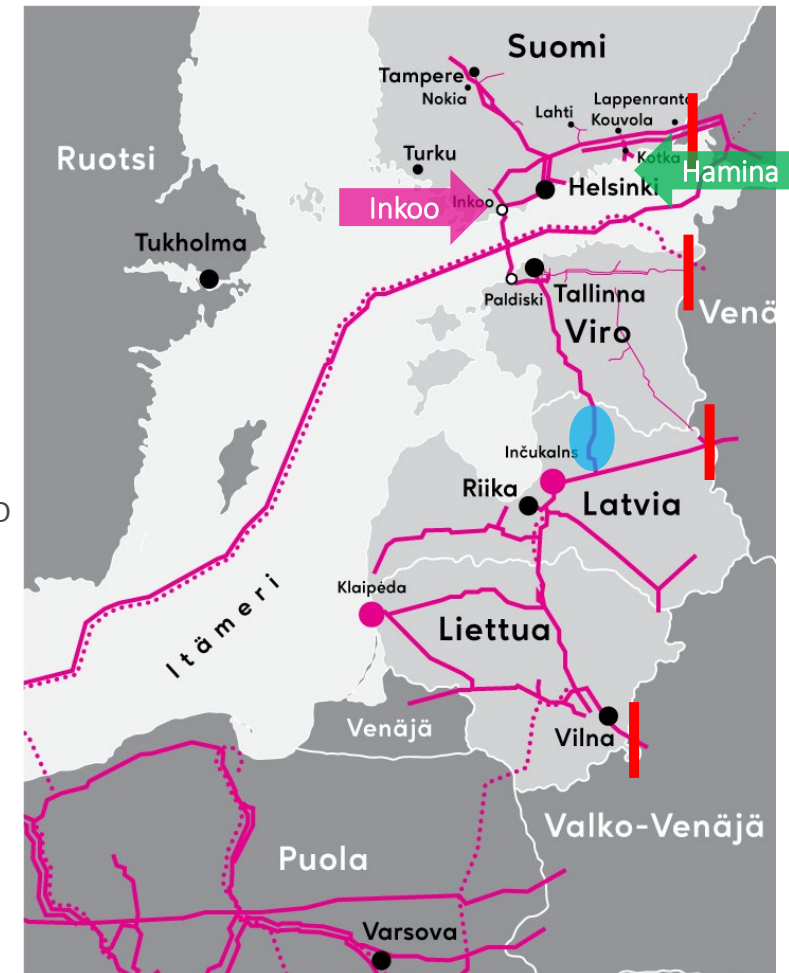 Suomi
Tampere
Nokia
Lahti
Lappenranta
Kouvola
Ruotsi
Turku
Kotka
Hamina
Helsinki
Inkoo
Inkoo
Tukholma
Paldiski
Tallinna
Venä
Viro
Inčukalns
Riika
Latvia
O
Klaipėda
Itämeri
Liettua
Venäjä
Vilna
Valko-Venäjä
Puola
Varsova